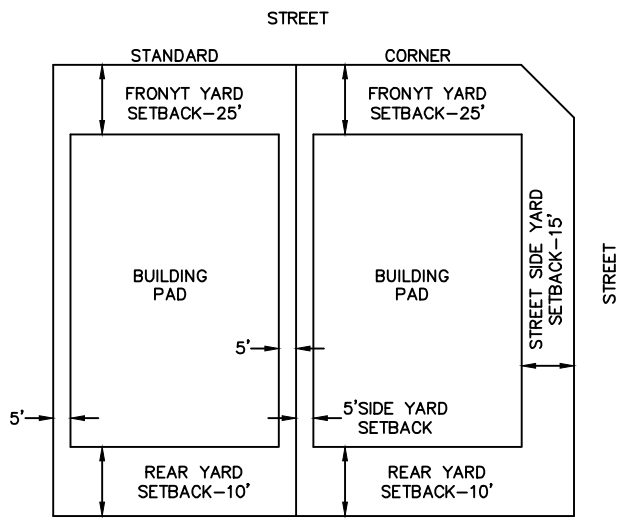 STREET
STANDARD
CORNER
FRONYT YARD
SETBACK-25'
FRONYT YARD
SETBACK-25'
BUILDING
PAD
BUILDING
PAD
STREET SIDE YARD
SETBACK-15'
STREET
5'
5'
5'SIDE YARD
SETBACK
REAR YARD
SETBACK-10'
REAR YARD
SETBACK-10'